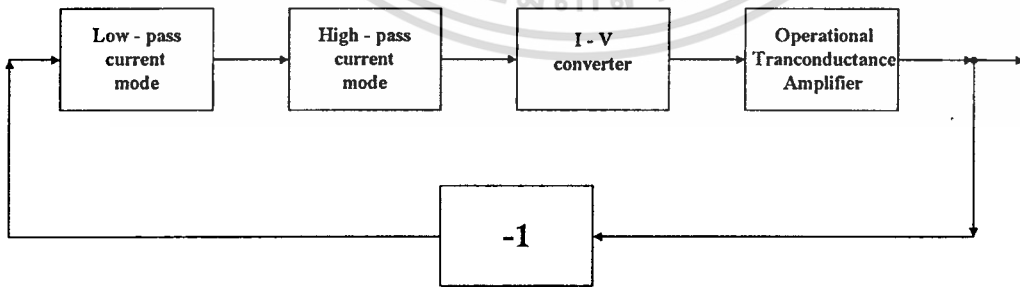 Low - pass
current
mode
High - pass
current
mode
I - V
converter
Operational
Tranconductance
Amplifier
-1